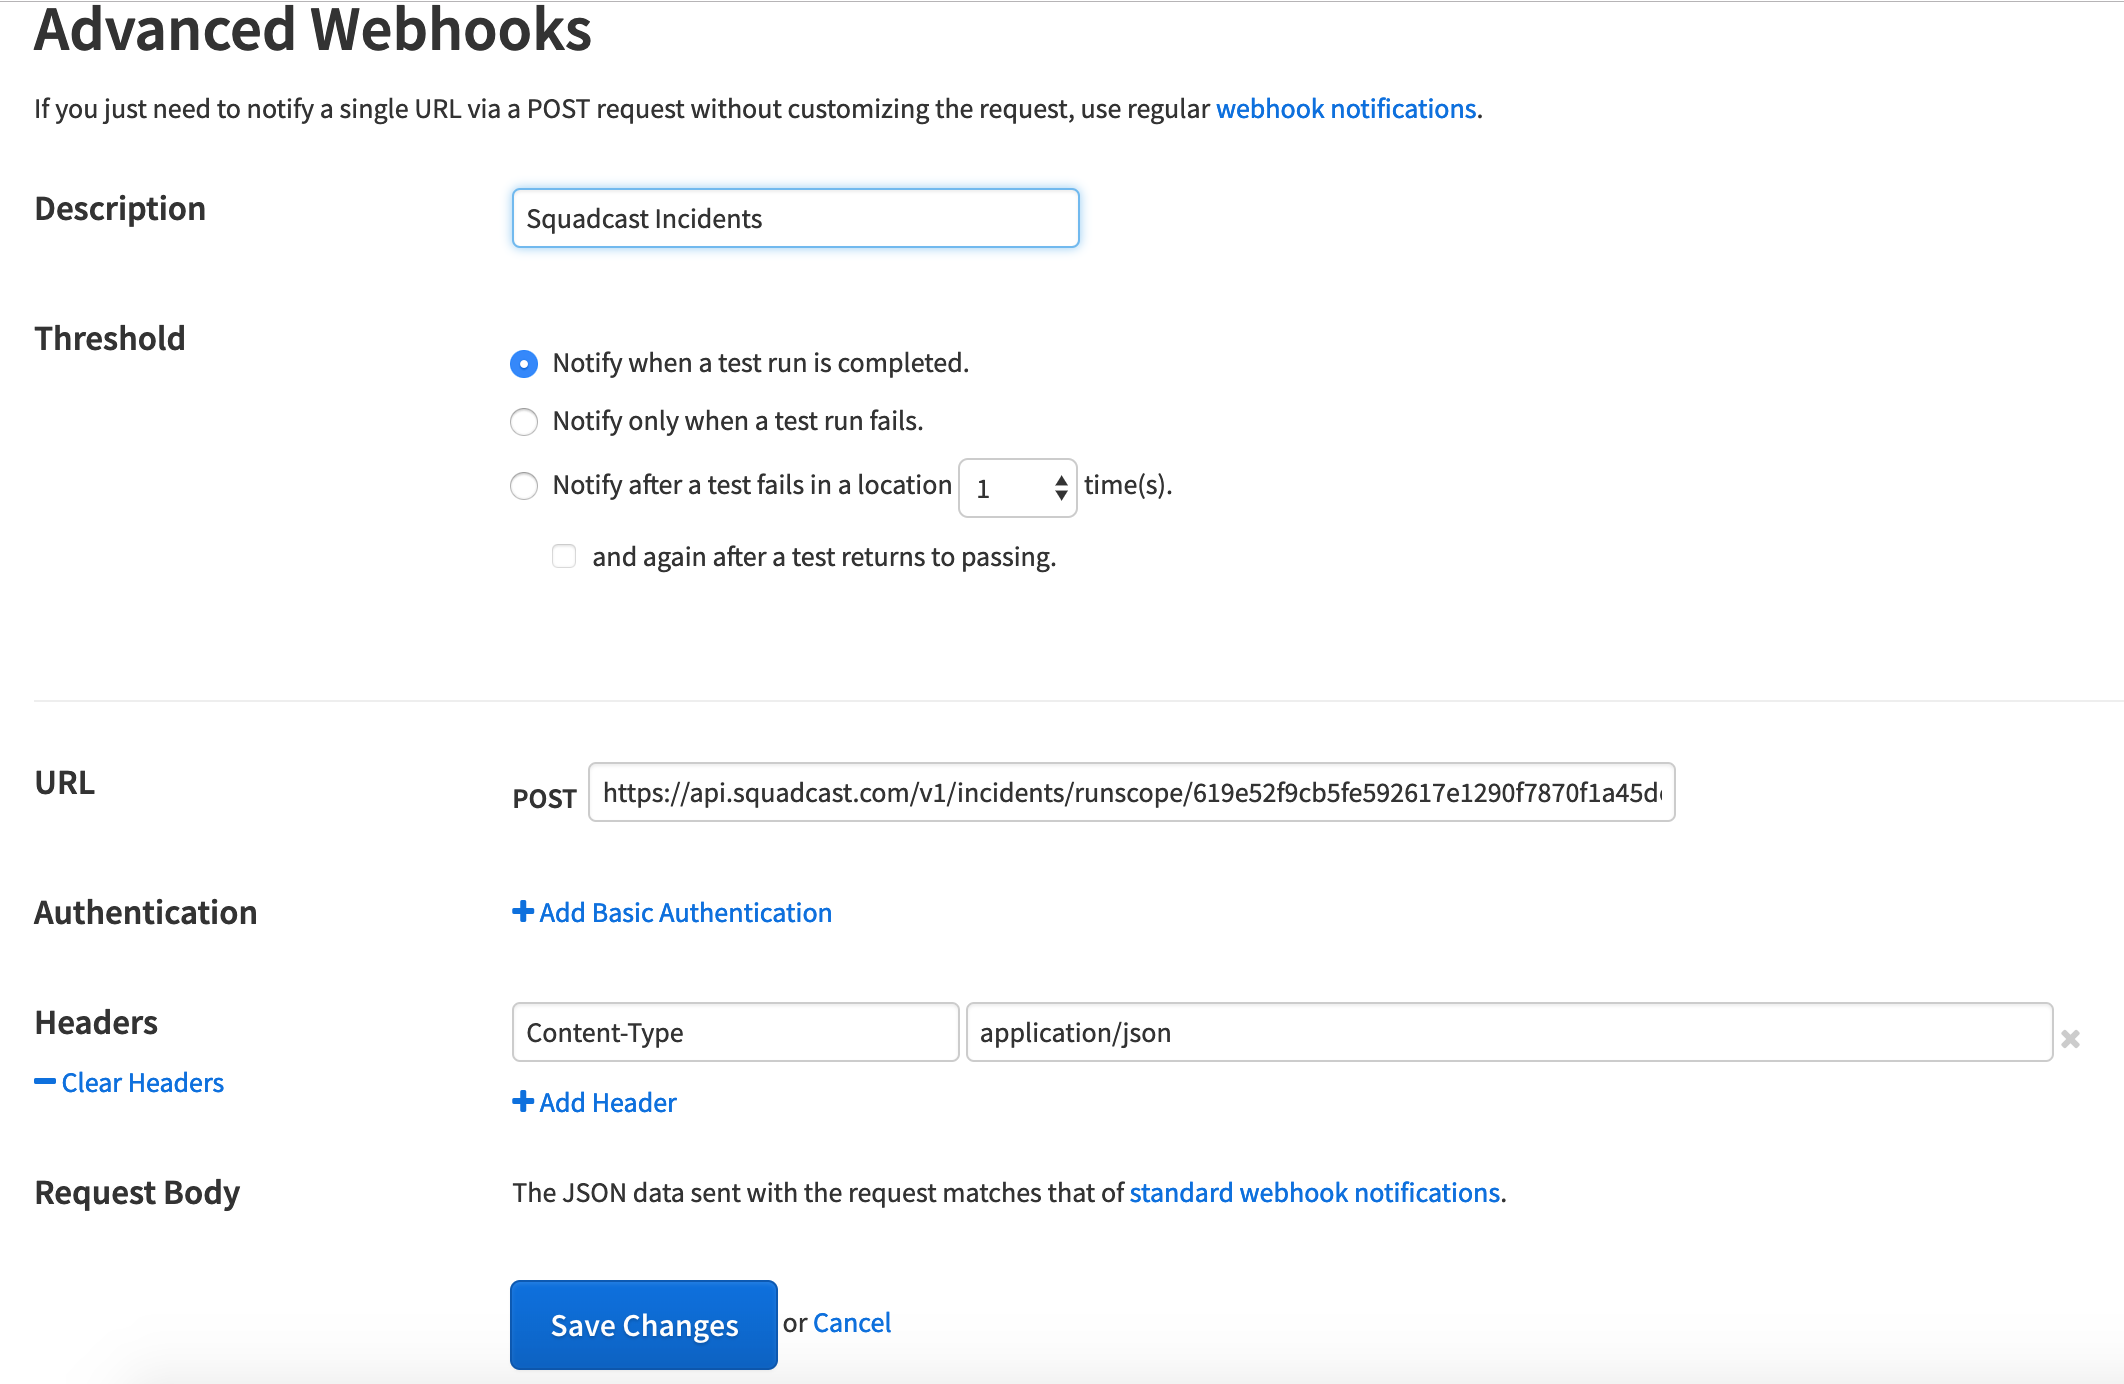 Advanced Webhooks
If you just need to notify a single URL via a POST request without customizing the request, use regular webhook notifications.
Description
Squadcast Incidents
Threshold
Notify when a test run is completed.
Notify only when a test run fails.
Notify after a test fails in a location 1 time(s).
and again after a test returns to passing.
URL
POST https://api.squadcast.com/v1/incidents/runscope/619e52f9cb5fe592617e1290f7870f1a45d
Authentication
Add Basic Authentication
Headers
Content-Type application/json
Clear Headers
Add Header
Request Body
The JSON data sent with the request matches that of standard webhook notifications.
Save Changes or Cancel